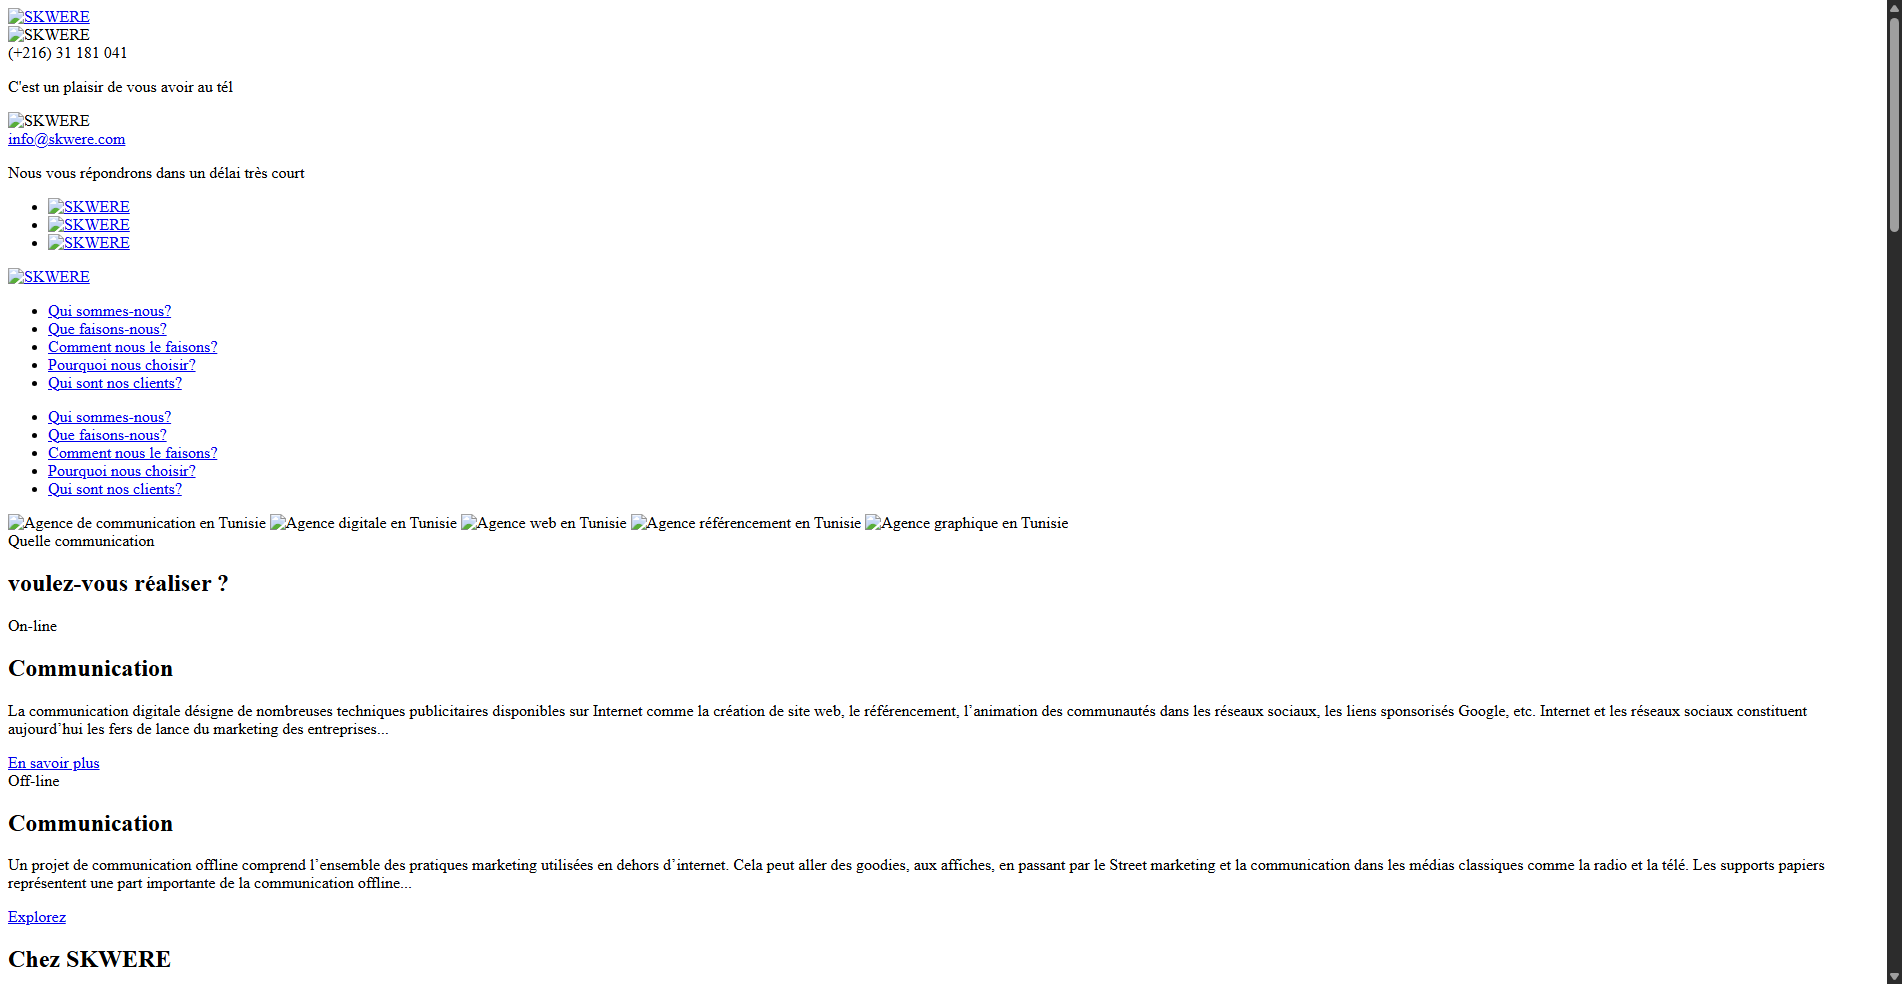 SKWERE
SKWERE
(+216) 31 181 041
C'est un plaisir de vous avoir au tél
SKWERE
info@skwere.com
Nous vous répondrons dans un délai très court
SKWERE
SKWERE
SKWERE
SKWERE
Qui sommes-nous?
Que faisons-nous?
Comment nous le faisons?
Pourquoi nous choisir?
Qui sont nos clients?
Qui sommes-nous?
Que faisons-nous?
Comment nous le faisons?
Pourquoi nous choisir?
Qui sont nos clients?
Agence de communication en Tunisie Agence digitale en Tunisie Agence web en Tunisie Agence référencement en Tunisie Agence graphique en Tunisie
Quelle communication
voulez-vous réaliser ?
On-line
Communication
La communication digitale désigne de nombreuses techniques publicitaires disponibles sur Internet comme la création de site web, le référencement, l’animation des communautés dans les réseaux sociaux, les liens sponsorisés Google, etc. Internet et les réseaux sociaux constituent
aujourd’hui les fers de lance du marketing des entreprises...
En savoir plus
Off-line
Communication
Un projet de communication offline comprend l’ensemble des pratiques marketing utilisées en dehors d’internet. Cela peut aller des goodies, aux affiches, en passant par le Street marketing et la communication dans les médias classiques comme la radio et la télé. Les supports papiers
représentent une part importante de la communication offline...
Explorez
Chez SKWERE